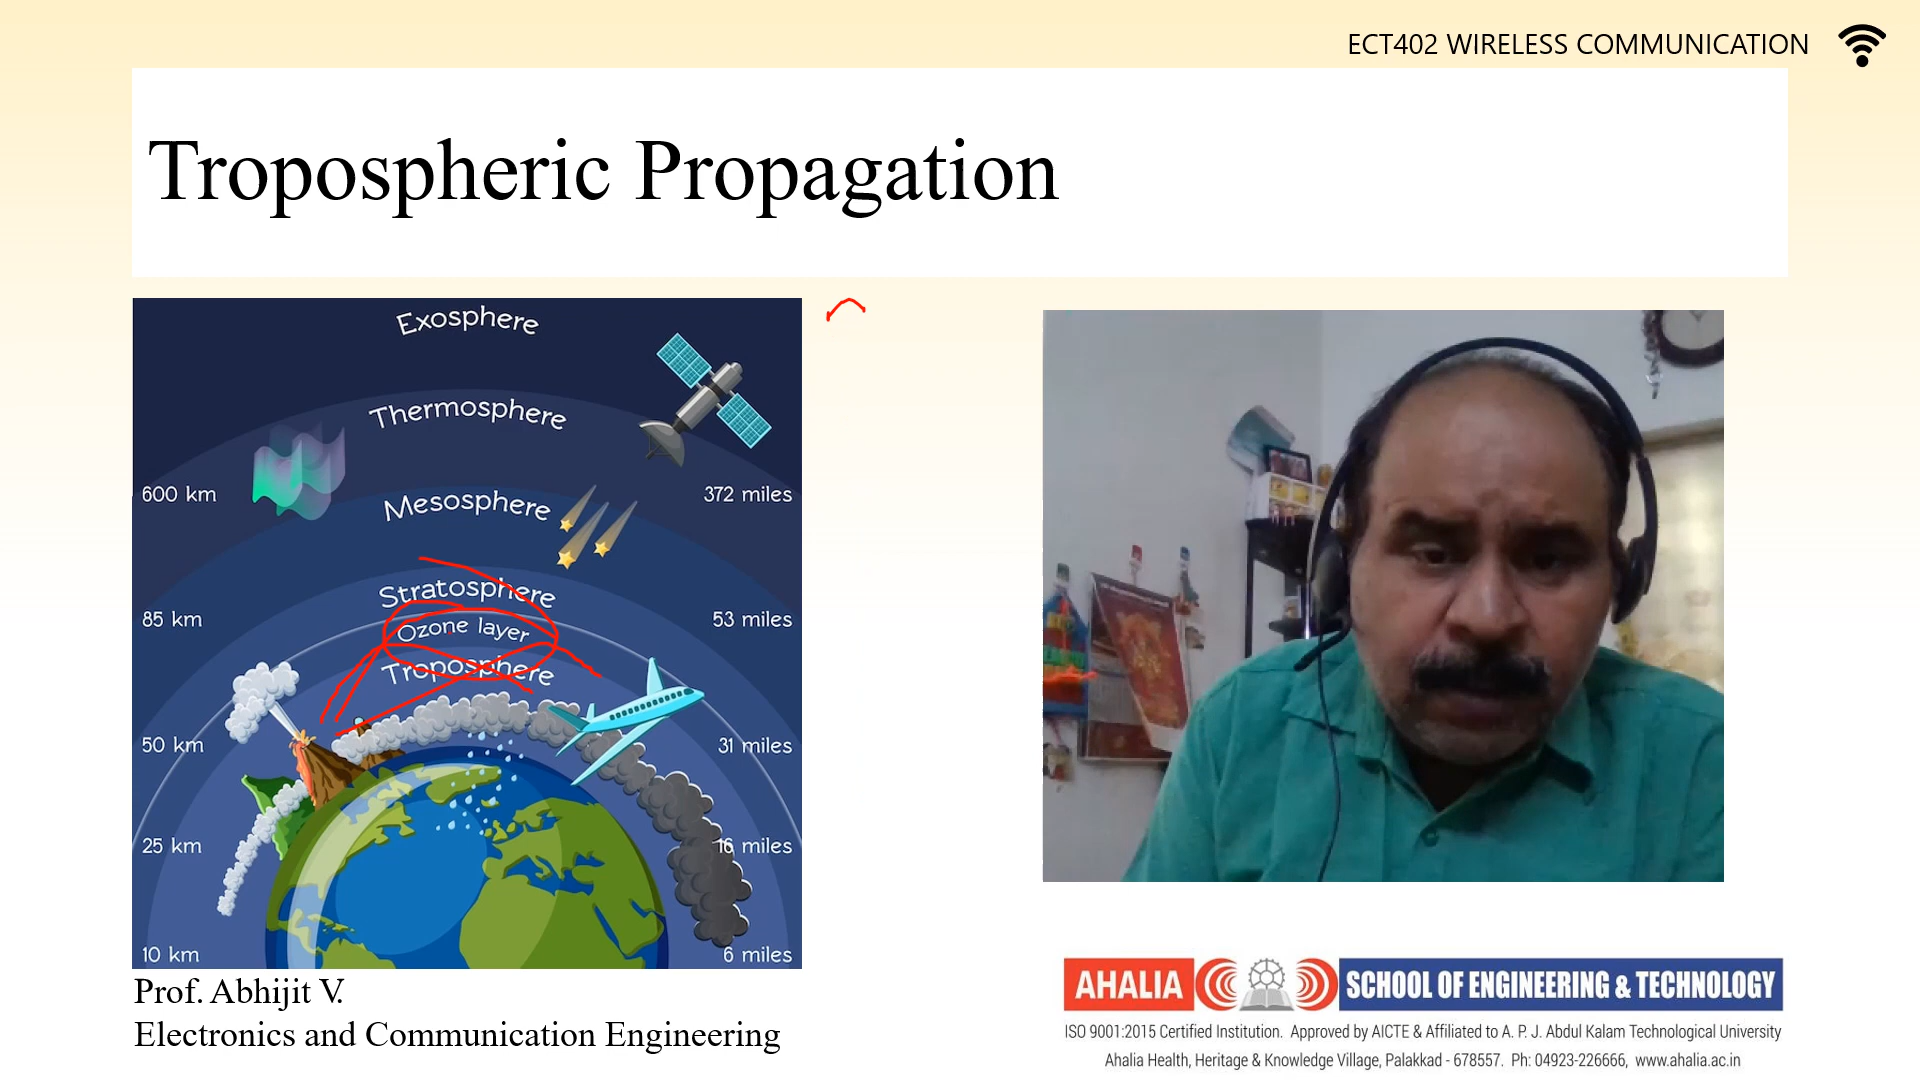 ECT402 WIRELESS COMMUNICATION
Tropospheric Propagation
Exosphere
Thermosphere
600 km
372 miles
Mesosphere
Stratosphere
85 km
53 miles
Ozone layer
Troposphere
50 km
31 miles
25 km
16 miles
10 km
6 miles
Prof. Abhijit V.
Electronics and Communication Engineering
AHALIA SCHOOL OF ENGINEERING & TECHNOLOGY
ISO 9001:2015 Certified Institution. Approved by AICTE & Affiliated to A. P. J. Abdul Kalam Technological University
Ahalia Health, Heritage & Knowledge Village, Palakkad - 678557. Ph: 04923-226666, www.ahalia.ac.in